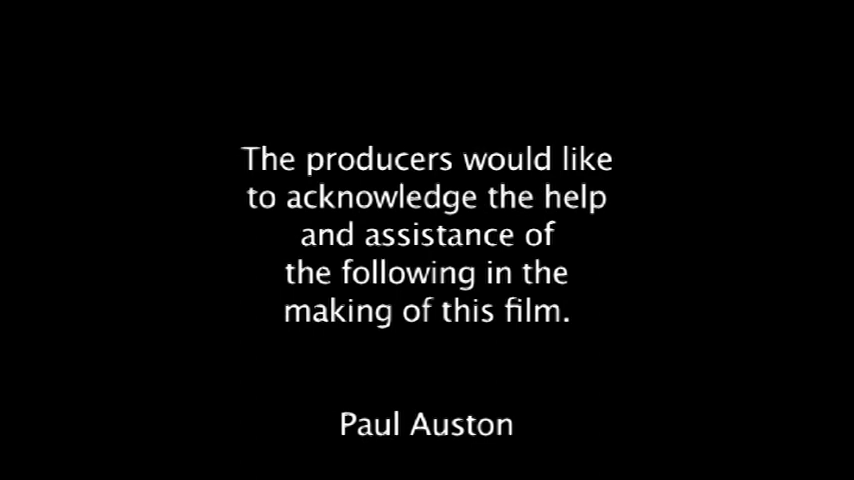 The producers would like
to acknowledge the help
and assistance of
the following in the
making of this film.
Paul Auston